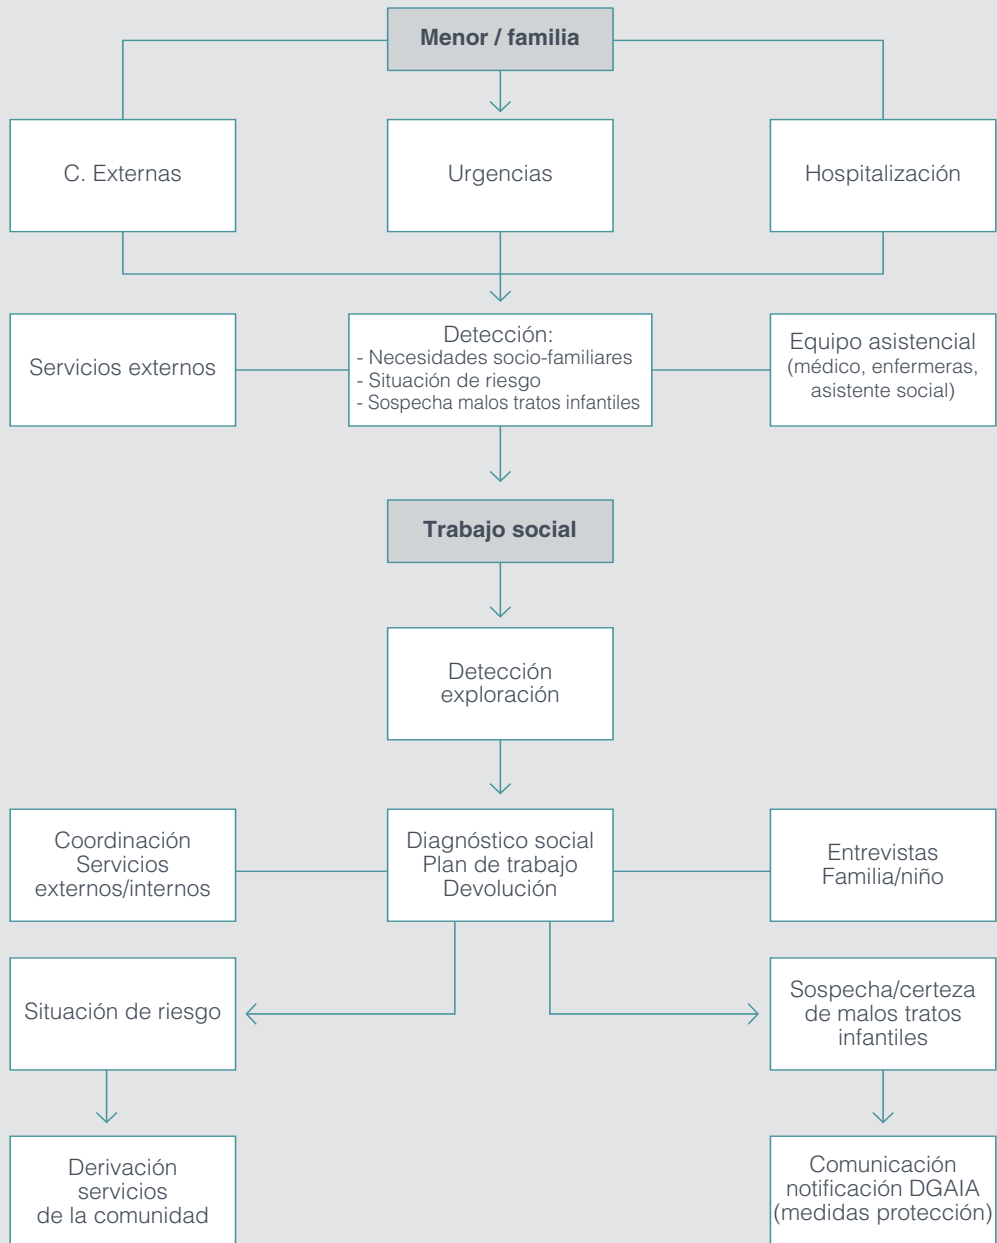 Menor / familia
C. Externas
Urgencias
Hospitalización
Servicios externos
Detección:
- Necesidades socio-familiares
- Situación de riesgo
- Sospecha malos tratos infantiles
Equipo asistencial
(médico, enfermeras,
asistente social)
Trabajo social
Detección
exploración
Coordinación
Servicios
externos/internos
Diagnóstico social
Plan de trabajo
Devolución
Entrevistas
Familia/niño
Situación de riesgo
Sospecha/certeza
de malos tratos
infantiles
Derivación
servicios
de la comunidad
Comunicación
notificación DGAIA
(medidas protección)